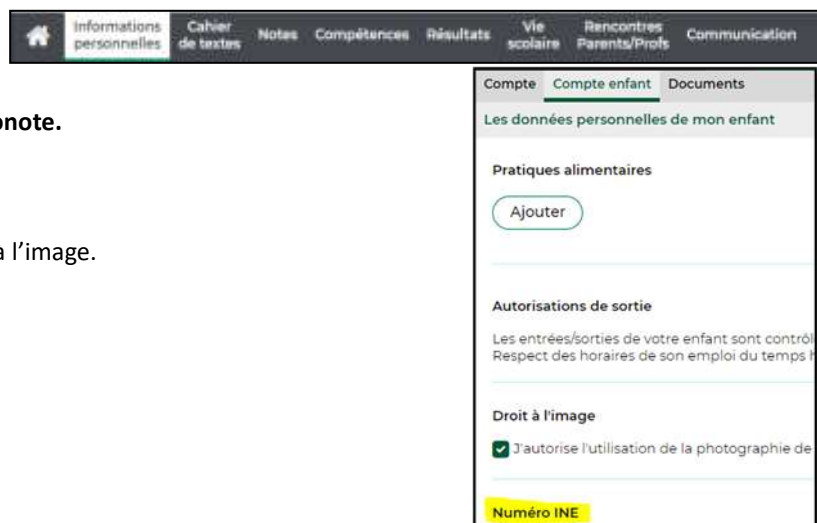 Informations personnelles
Cahier de textes
Notes
Compétences
Résultats
Vie scolaire
Rencontres Parents/Profs
Communication
onote.
a l'image.
Compte Compte enfant Documents
Les données personnelles de mon enfant
Pratiques alimentaires
Ajouter
Autorisations de sortie
Les entrées/sorties de votre enfant sont contrôl
Respect des horaires de son emploi du temps h
Droit à l'image
J'autorise l'utilisation de la photographie de
Numéro INE